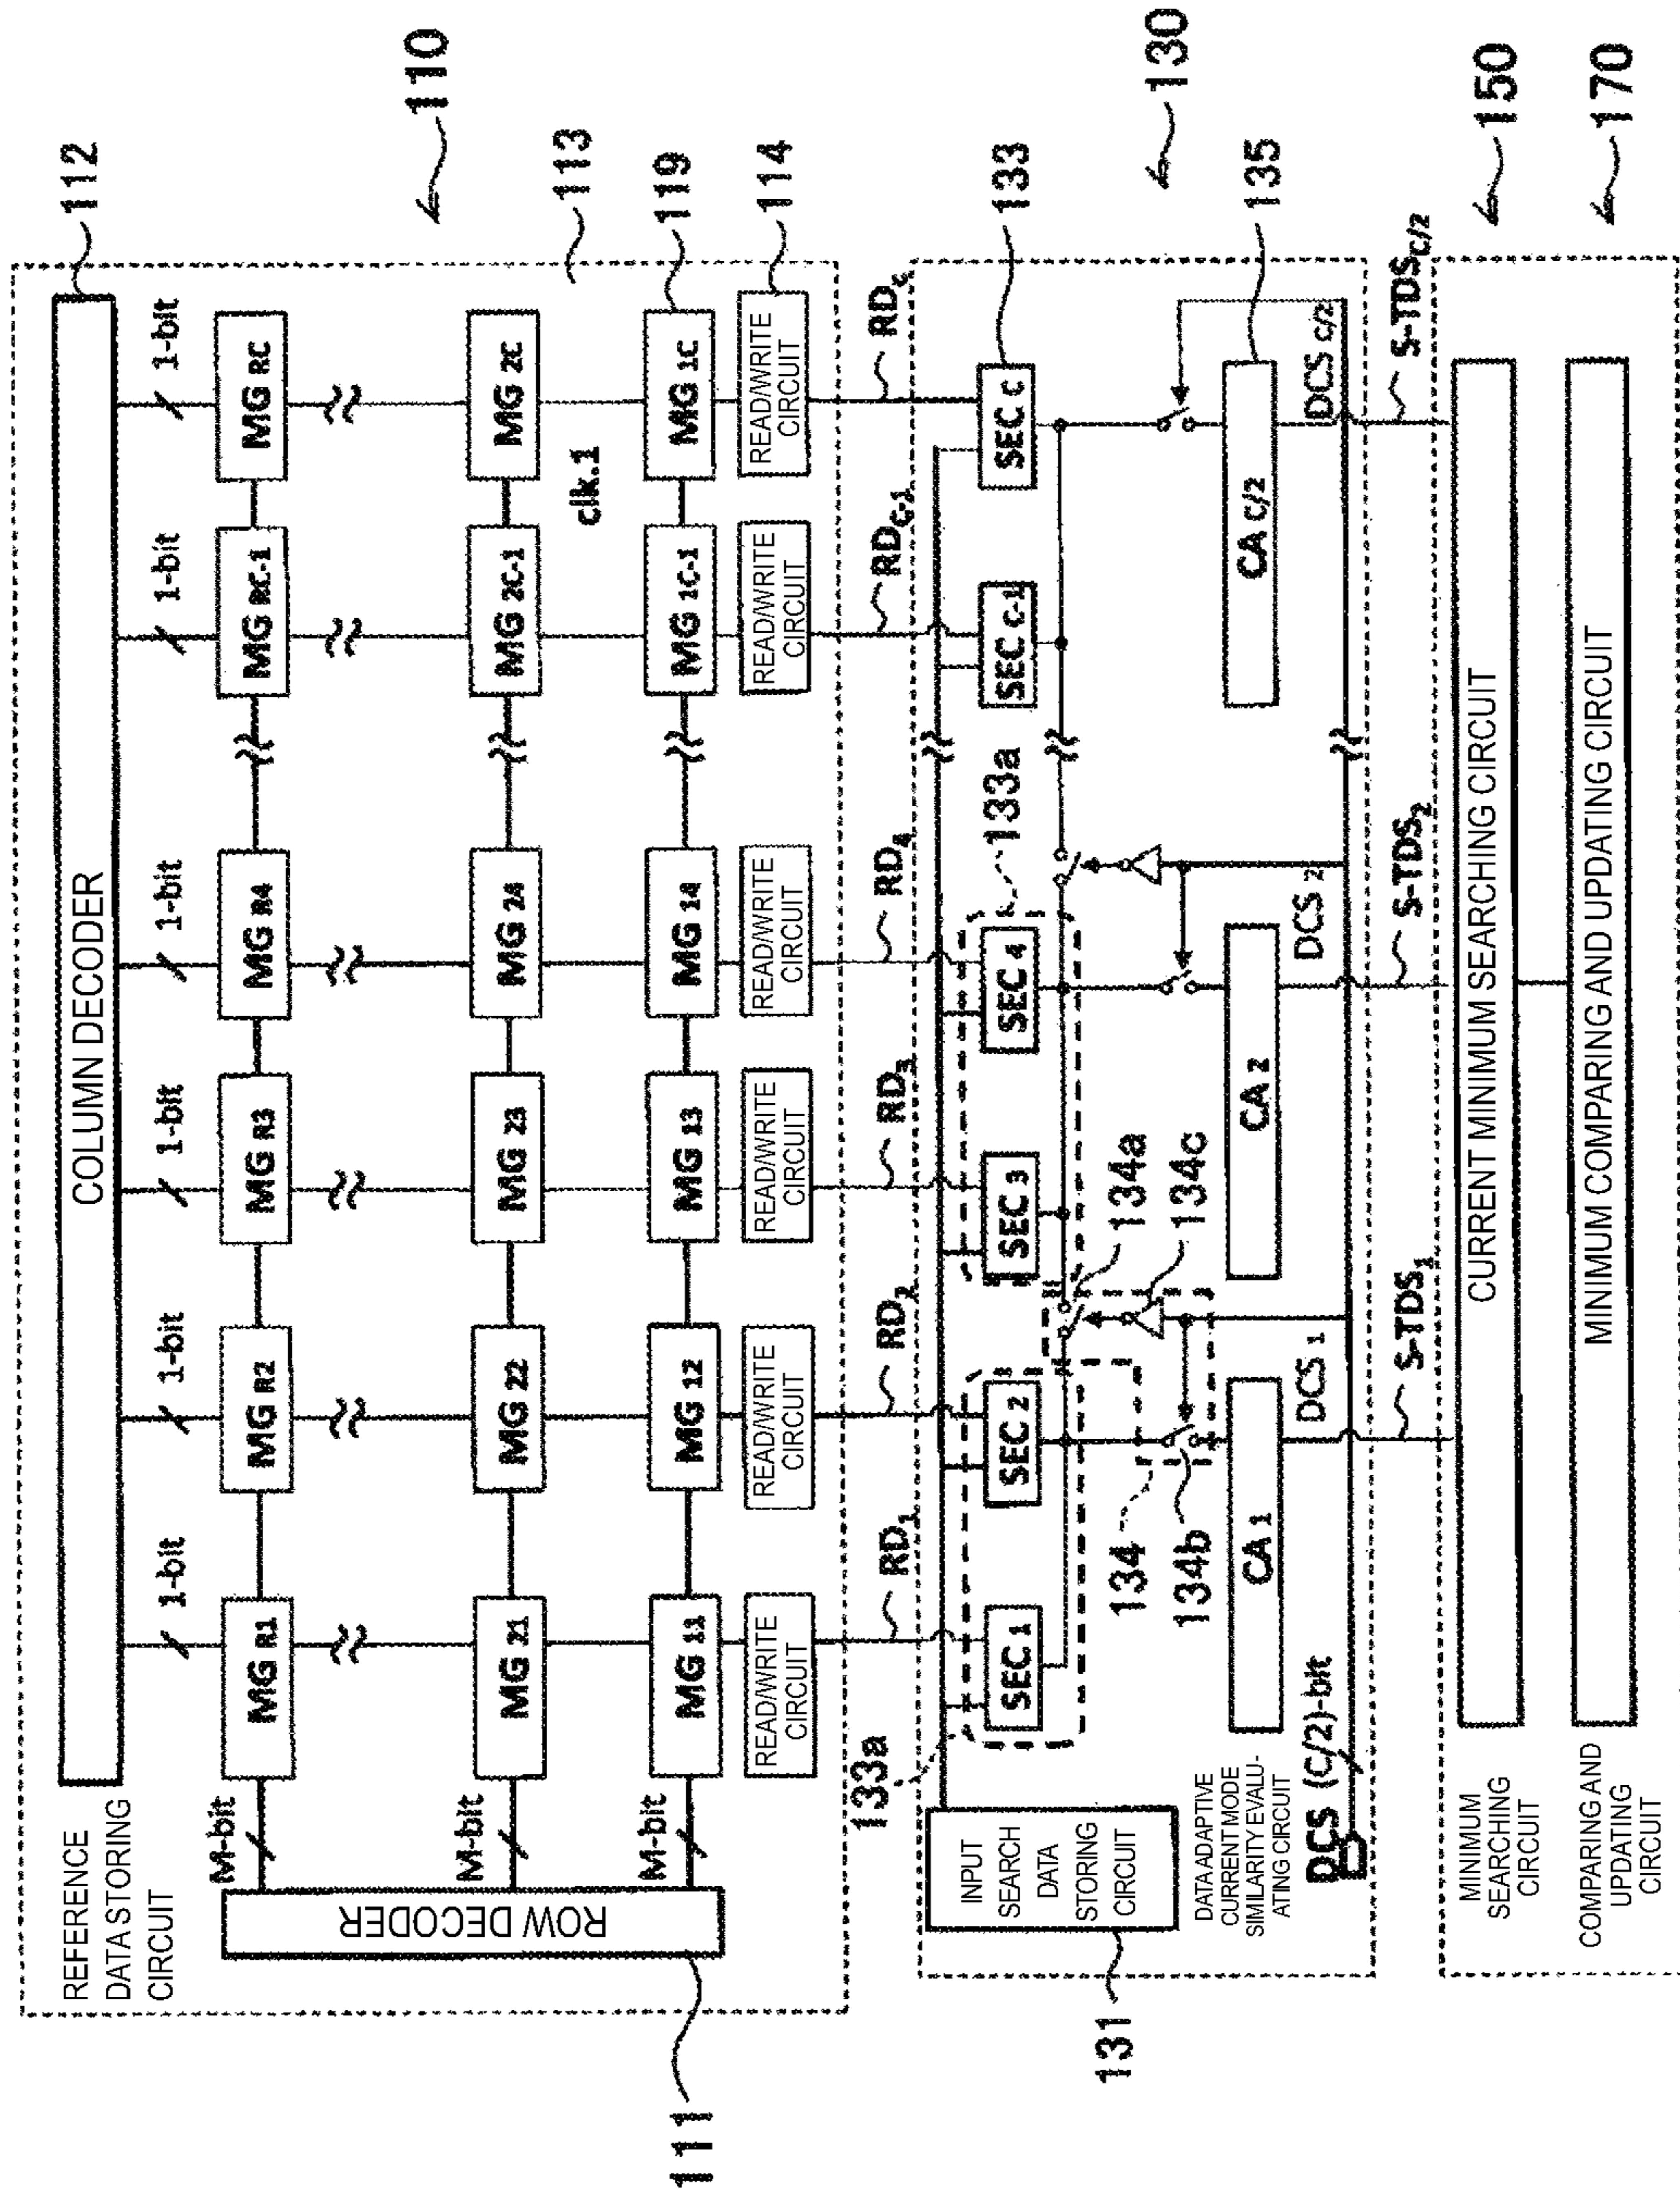 REFERENCE
DATA STORING
CIRCUIT
COLUMN DECODER
112
1-bit 1-bit 1-bit 1-bit 1-bit 1-bit
110
ROW DECODER
111
M-bit
MG R1 MG R2 MG R3 MG R4 MG RC-1 MG RC
M-bit
MG 21 MG 22 MG 23 MG 24 MG 2C-1 MG 2C
clk.1
113
M-bit
MG 11 MG 12 MG 13 MG 14 MG 1C-1 MG 1C
119
READ/WRITE CIRCUIT
READ/WRITE CIRCUIT
READ/WRITE CIRCUIT
READ/WRITE CIRCUIT
READ/WRITE CIRCUIT
READ/WRITE CIRCUIT
114
RD1 RD2 RD3 RD4 RDC-1 RDC
133a
133a
133
INPUT
SEARCH
DATA
STORING
CIRCUIT
131
SEC 1 SEC 2 SEC 3 SEC 4 SEC C-1 SEC C
130
134 134b 134a 134c
DATA ADAPTIVE
CURRENT MODE
SIMILARITY EVALU-
ATING CIRCUIT
CA 1 CA 2 CA C/2
135
DCS (C/2)-bit
DCS 1 DCS 2 DCS C/2
S-TDS1 S-TDS2 S-TDSC/2
MINIMUM
SEARCHING
CIRCUIT
CURRENT MINIMUM SEARCHING CIRCUIT
150
COMPARING AND
UPDATING
CIRCUIT
MINIMUM COMPARING AND UPDATING CIRCUIT
170